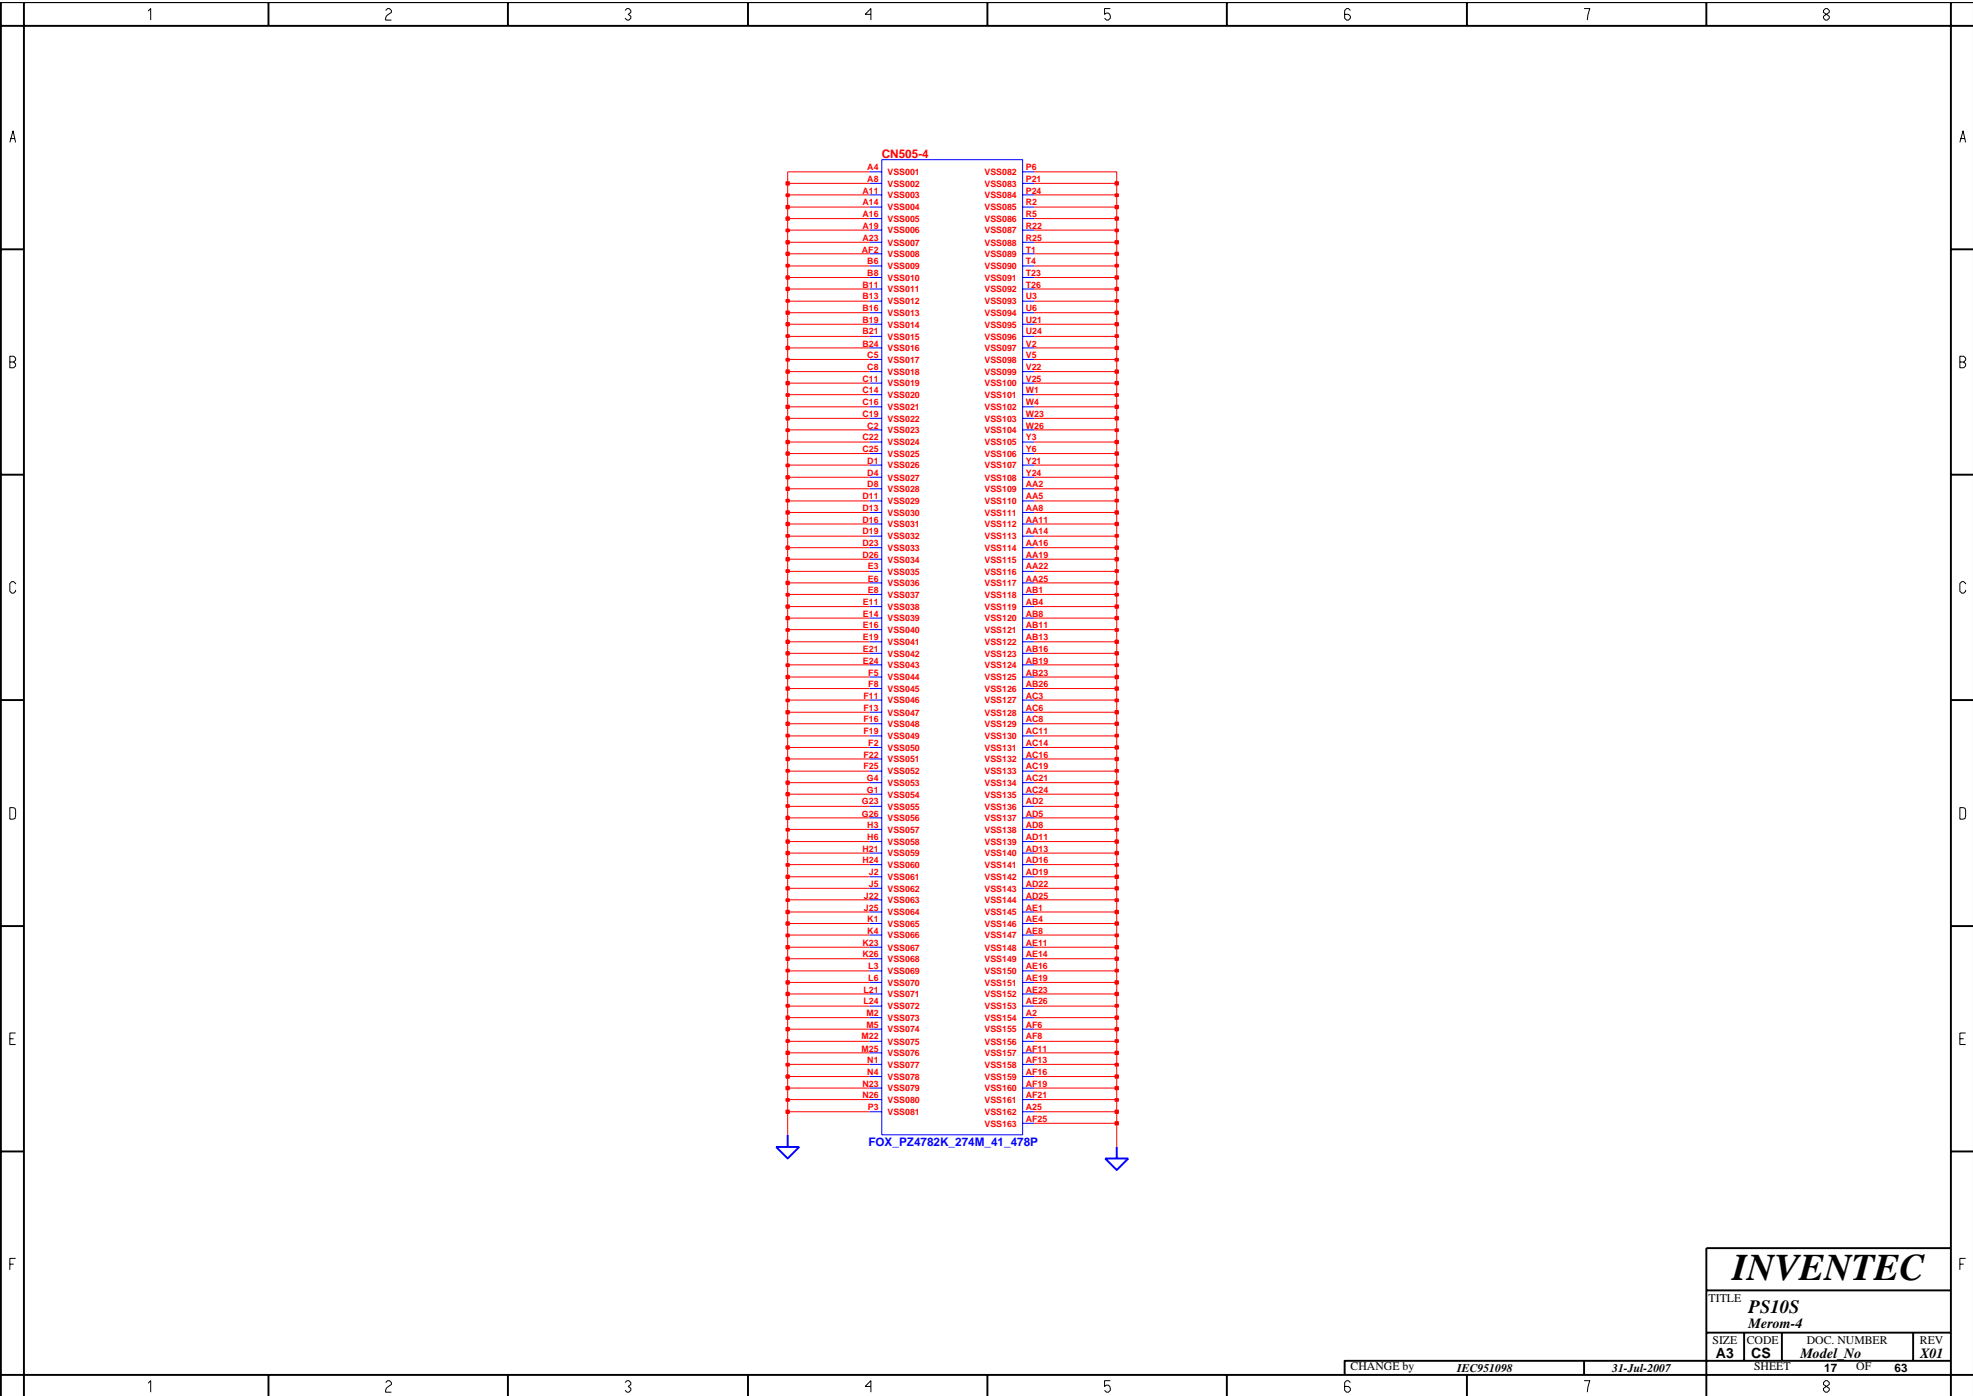 1 2 3 4 5 6 7 8
A A
CN505-4
A4 VSS001 VSS082 P6
A8 VSS002 VSS083 P21
A11 VSS003 VSS084 P24
A14 VSS004 VSS085 R2
A16 VSS005 VSS086 R5
A19 VSS006 VSS087 R22
A23 VSS007 VSS088 R25
AF2 VSS008 VSS089 T1
B6 VSS009 VSS090 T4
B8 VSS010 VSS091 T23
B11 VSS011 VSS092 T26
B13 VSS012 VSS093 U3
B16 VSS013 VSS094 U6
B19 VSS014 VSS095 U21
B21 VSS015 VSS096 U24
B24 VSS016 VSS097 V2
C5 VSS017 VSS098 V5
B B
C8 VSS018 VSS099 V22
C11 VSS019 VSS100 V25
C14 VSS020 VSS101 W1
C16 VSS021 VSS102 W4
C19 VSS022 VSS103 W23
C2 VSS023 VSS104 W26
C22 VSS024 VSS105 Y3
C25 VSS025 VSS106 Y6
D1 VSS026 VSS107 Y21
D4 VSS027 VSS108 Y24
D8 VSS028 VSS109 AA2
D11 VSS029 VSS110 AA5
D13 VSS030 VSS111 AA8
D16 VSS031 VSS112 AA11
D19 VSS032 VSS113 AA14
D23 VSS033 VSS114 AA16
D26 VSS034 VSS115 AA19
E3 VSS035 VSS116 AA22
E6 VSS036 VSS117 AA25
C C
E8 VSS037 VSS118 AB1
E11 VSS038 VSS119 AB4
E14 VSS039 VSS120 AB8
E16 VSS040 VSS121 AB11
E19 VSS041 VSS122 AB13
E21 VSS042 VSS123 AB16
E24 VSS043 VSS124 AB19
F5 VSS044 VSS125 AB23
F8 VSS045 VSS126 AB26
F11 VSS046 VSS127 AC3
F13 VSS047 VSS128 AC6
F16 VSS048 VSS129 AC8
F19 VSS049 VSS130 AC11
F2 VSS050 VSS131 AC14
F22 VSS051 VSS132 AC16
F25 VSS052 VSS133 AC19
G4 VSS053 VSS134 AC21
G1 VSS054 VSS135 AC24
G23 VSS055 VSS136 AD2
G26 VSS056 VSS137 AD5
D D
H3 VSS057 VSS138 AD8
H6 VSS058 VSS139 AD11
H21 VSS059 VSS140 AD13
H24 VSS060 VSS141 AD16
J2 VSS061 VSS142 AD19
J5 VSS062 VSS143 AD22
J22 VSS063 VSS144 AD25
J25 VSS064 VSS145 AE1
K1 VSS065 VSS146 AE4
K4 VSS066 VSS147 AE8
K23 VSS067 VSS148 AE11
K26 VSS068 VSS149 AE14
L3 VSS069 VSS150 AE16
L6 VSS070 VSS151 AE19
L21 VSS071 VSS152 AE23
L24 VSS072 VSS153 AE26
M2 VSS073 VSS154 A2
M5 VSS074 VSS155 AF6
M22 VSS075 VSS156 AF8
E E
M25 VSS076 VSS157 AF11
N1 VSS077 VSS158 AF13
N4 VSS078 VSS159 AF16
N23 VSS079 VSS160 AF19
N26 VSS080 VSS161 AF21
P3 VSS081 VSS162 A25
VSS163 AF25
FOX_PZ4782K_274M_41_478P
F F
INVENTEC
TITLE PS10S
Merom-4
SIZE CODE DOC. NUMBER REV
A3 CS Model_No X01
CHANGE by IEC951098 31-Jul-2007 SHEET 17 OF 63
1 2 3 4 5 6 7 8